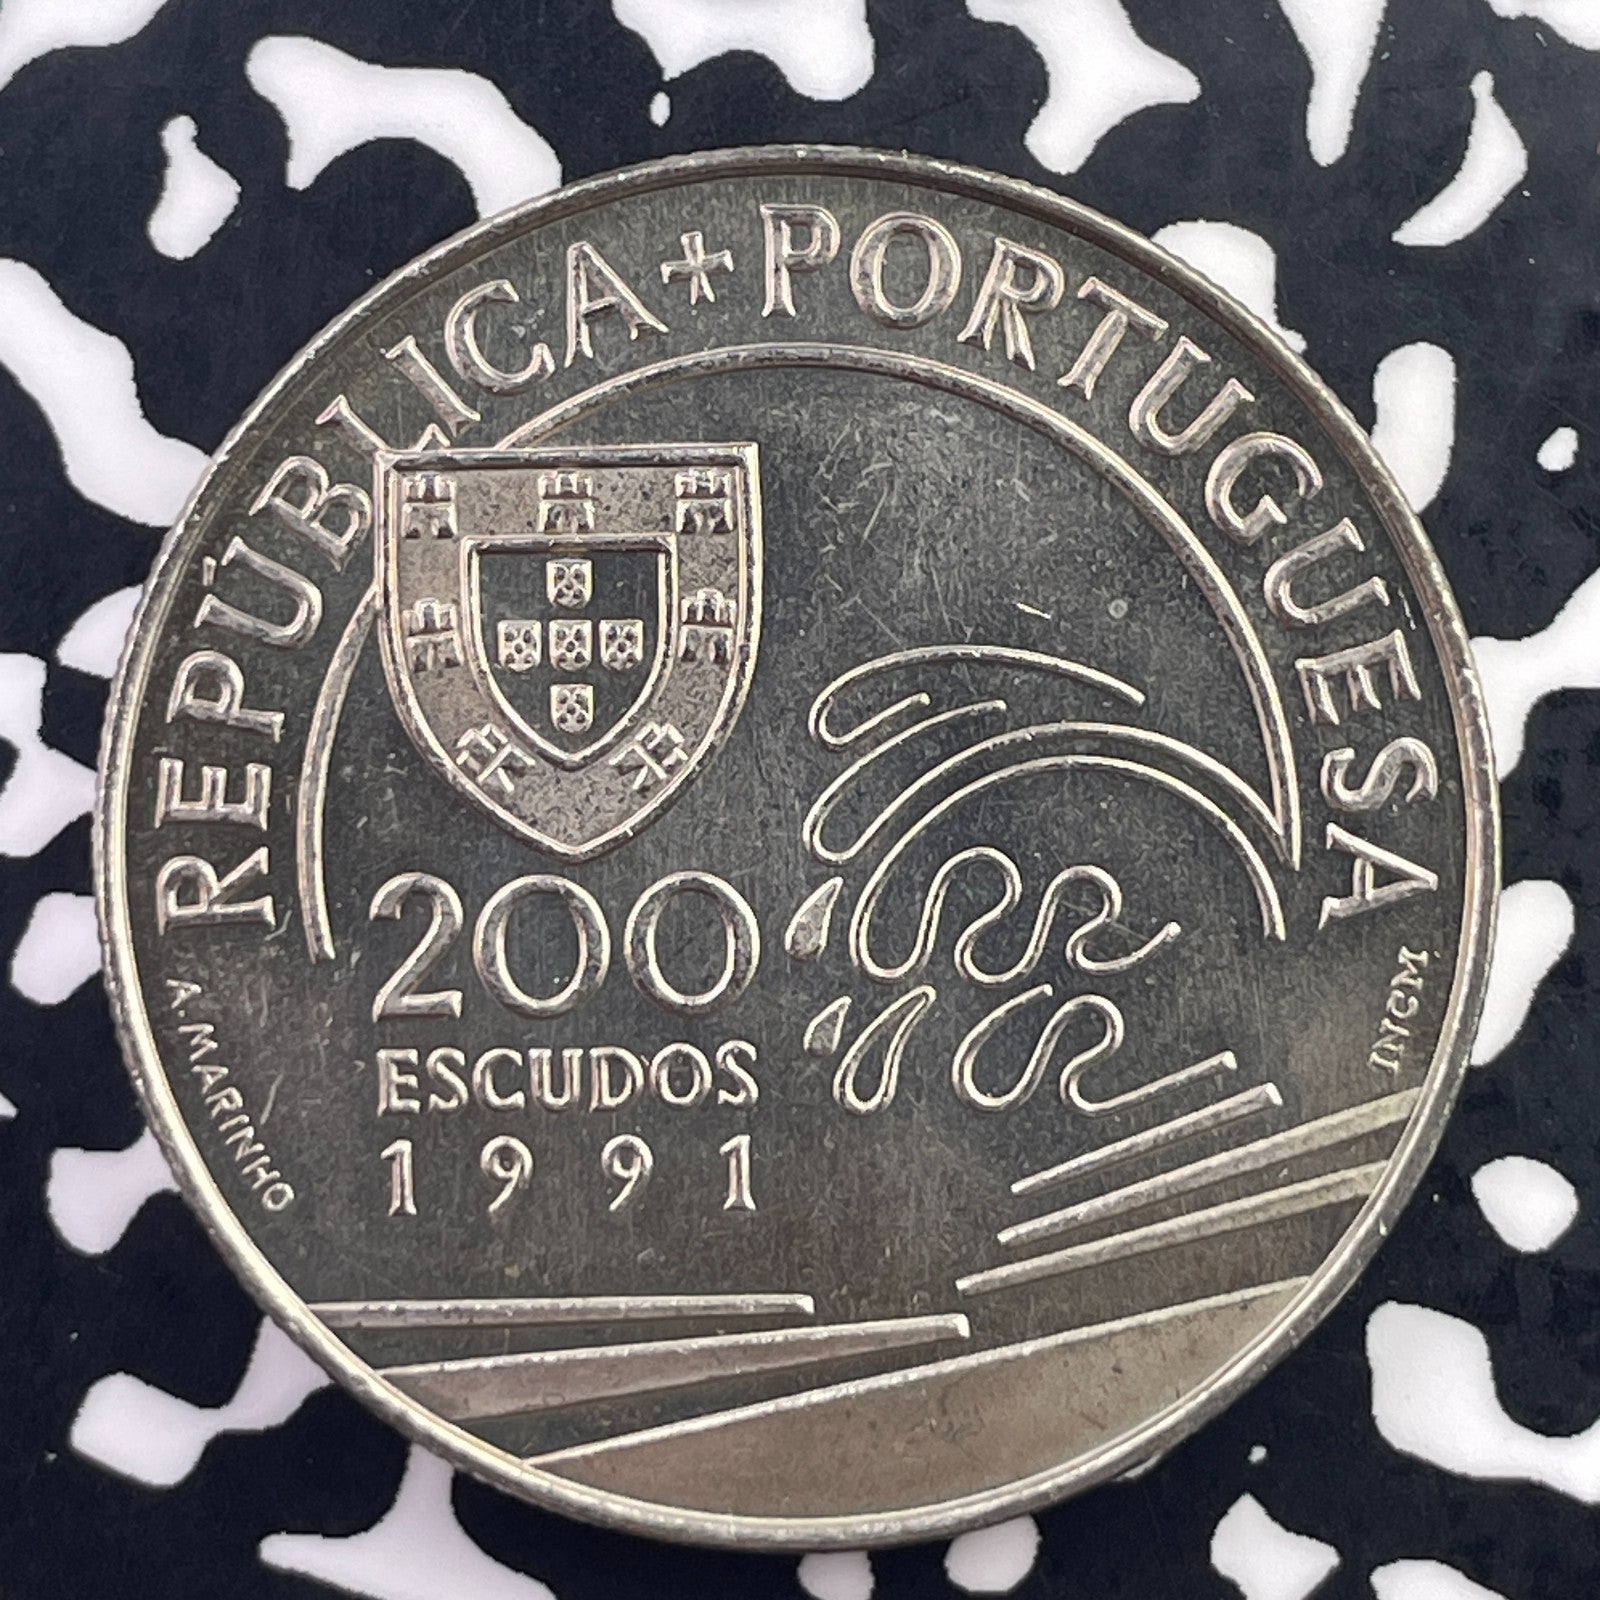 REPÚBLICA + PORTUGUESA
200
ESCUDOS
1991
A. MARINHO
INCM